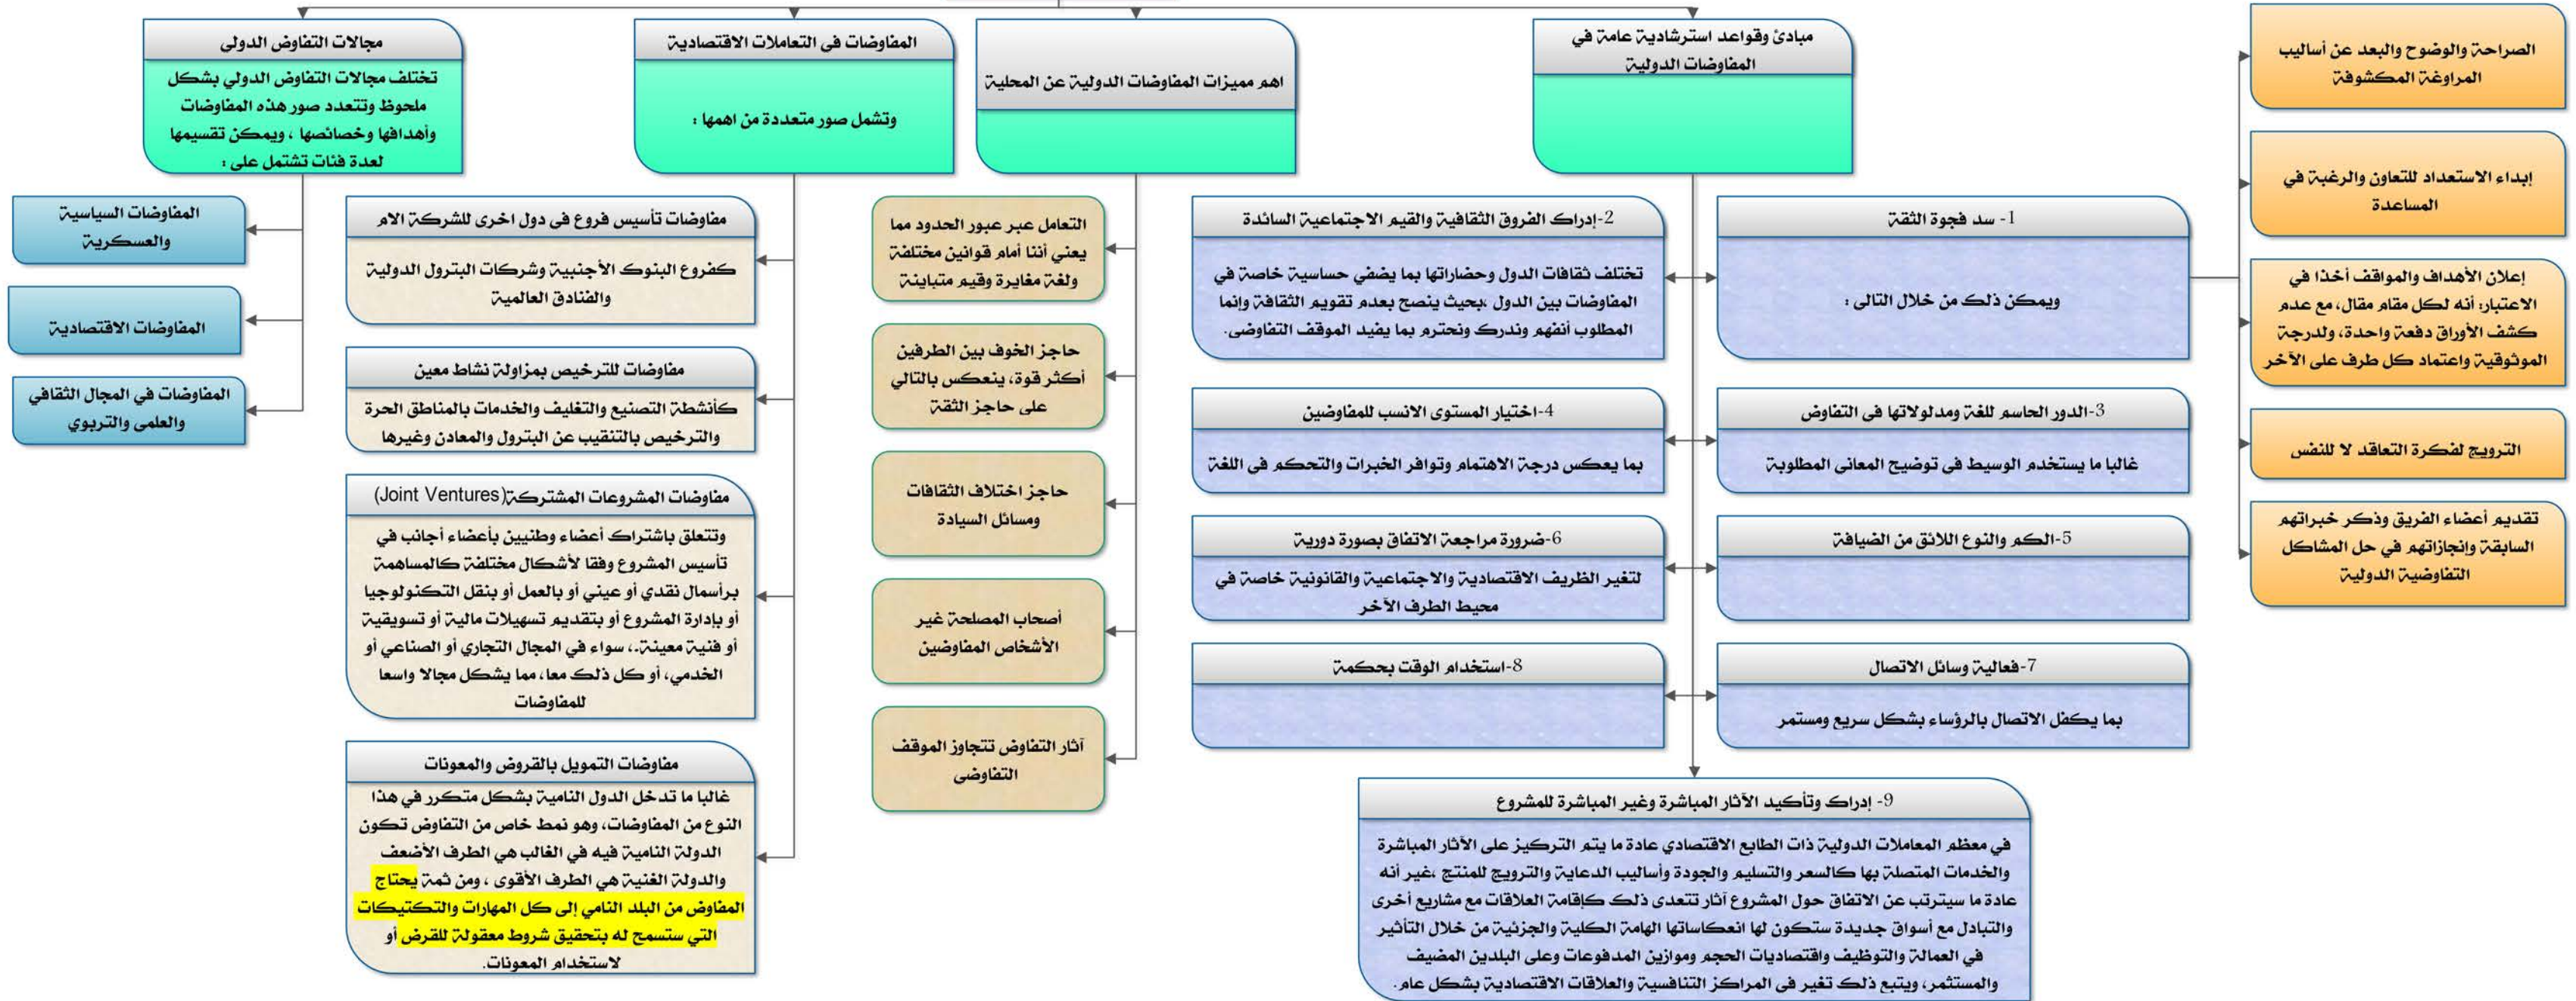 مبادئ وقواعد استرشادية عامة في
المفاوضات الدولية
1- سد فجوة الثقة
ويمكن ذلك من خلال التالى :
الصراحة والوضوح والبعد عن أساليب
المراوغة المكشوفة
إبداء الاستعداد للتعاون والرغبة في
المساعدة
إعلان الأهداف والمواقف أخذا في
الاعتبار: أنه لكل مقام مقال، مع عدم
كشف الأوراق دفعة واحدة، ولدرجة
الموثوقية واعتماد كل طرف على الآخر
الترويج لفكرة التعاقد لا للنفس
تقديم أعضاء الفريق وذكر خبراتهم
السابقة وإنجازاتهم في حل المشاكل
التفاوضية الدولية
2-إدراك الفروق الثقافية والقيم الاجتماعية السائدة
تختلف ثقافات الدول وحضاراتها بما يضفي حساسية خاصة في
المفاوضات بين الدول ،بحيث ينصح بعدم تقويم الثقافة وإنما
المطلوب أنفهم وندرك ونحترم بما يفيد الموقف التفاوضى.
3-الدور الحاسم للغة ومدلولاتها فى التفاوض
غالبا ما يستخدم الوسيط فى توضيح المعانى المطلوبة
4-اختيار المستوى الانسب للمفاوضين
بما يعكس درجة الاهتمام وتوافر الخبرات والتحكم فى اللغة
5-الكم والنوع اللائق من الضيافة
6-ضرورة مراجعة الاتفاق بصورة دورية
لتغير الظريف الاقتصادية والاجتماعية والقانونية خاصة في
محيط الطرف الآخر
7-فعالية وسائل الاتصال
بما يكفل الاتصال بالرؤساء بشكل سريع ومستمر
8-استخدام الوقت بحكمة
9- إدراك وتأكيد الآثار المباشرة وغير المباشرة للمشروع
في معظم المعاملات الدولية ذات الطابع الاقتصادي عادة ما يتم التركيز على الآثار المباشرة
والخدمات المتصلة بها كالسعر والتسليم والجودة وأساليب الدعاية والترويج للمنتج ،غير أنه
عادة ما سيترتب عن الاتفاق حول المشروع آثار تتعدى ذلك كإقامة العلاقات مع مشاريع أخرى
والتبادل مع أسواق جديدة ستكون لها انعكاساتها الهامة الكلية والجزئية من خلال التأثير
في العمالة والتوظيف واقتصاديات الحجم وموازين المدفوعات وعلى البلدين المضيف
والمستثمر، ويتبع ذلك تغير فى المراكز التنافسية والعلاقات الاقتصادية بشكل عام.
اهم مميزات المفاوضات الدولية عن المحلية
التعامل عبر عبور الحدود مما
يعني أننا أمام قوانين مختلفة
ولغة مغايرة وقيم متباينة
حاجز الخوف بين الطرفين
أكثر قوة، ينعكس بالتالي
على حاجز الثقة
حاجز اختلاف الثقافات
ومسائل السيادة
أصحاب المصلحة غير
الأشخاص المفاوضين
آثار التفاوض تتجاوز الموقف
التفاوضى
المفاوضات فى التعاملات الاقتصادية
وتشمل صور متعددة من اهمها :
مفاوضات تأسيس فروع فى دول اخرى للشركة الام
كفروع البنوك الأجنبية وشركات البترول الدولية
والفنادق العالمية
مفاوضات للترخيص بمزاولة نشاط معين
كأنشطة التصنيع والتغليف والخدمات بالمناطق الحرة
والترخيص بالتنقيب عن البترول والمعادن وغيرها
مفاوضات المشروعات المشتركة(Joint Ventures)
وتتعلق باشتراك أعضاء وطنيين بأعضاء أجانب في
تأسيس المشروع وفقا لأشكال مختلفة كالمساهمة
برأسمال نقدي أو عيني أو بالعمل أو بنقل التكنولوجيا
أو بإدارة المشروع أو بتقديم تسهيلات مالية أو تسويقية
أو فنية معينة.، سواء في المجال التجاري أو الصناعي أو
الخدمي، أو كل ذلك معا، مما يشكل مجالا واسعا
للمفاوضات
مفاوضات التمويل بالقروض والمعونات
غالبا ما تدخل الدول النامية بشكل متكرر في هذا
النوع من المفاوضات، وهو نمط خاص من التفاوض تكون
الدولة النامية فيه في الغالب هي الطرف الأضعف
والدولة الغنية هي الطرف الأقوى ، ومن ثمة يحتاج
المفاوض من البلد النامي إلى كل المهارات والتكتيكات
التي ستسمح له بتحقيق شروط معقولة للقرض أو
لاستخدام المعونات.
مجالات التفاوض الدولى
تختلف مجالات التفاوض الدولي بشكل
ملحوظ وتتعدد صور هذه المفاوضات
وأهدافها وخصائصها ، ويمكن تقسيمها
لعدة فئات تشتمل على :
المفاوضات السياسية
والعسكرية
المفاوضات الاقتصادية
المفاوضات في المجال الثقافي
والعلمى والتربوي